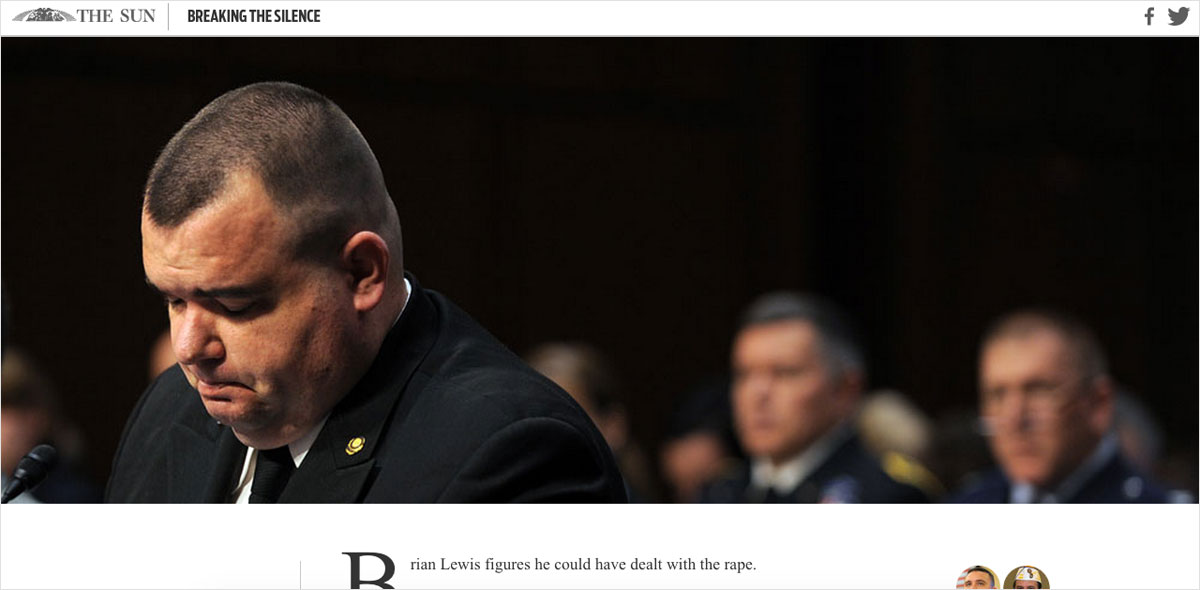 THE SUN
BREAKING THE SILENCE
Brian Lewis figures he could have dealt with the rape.